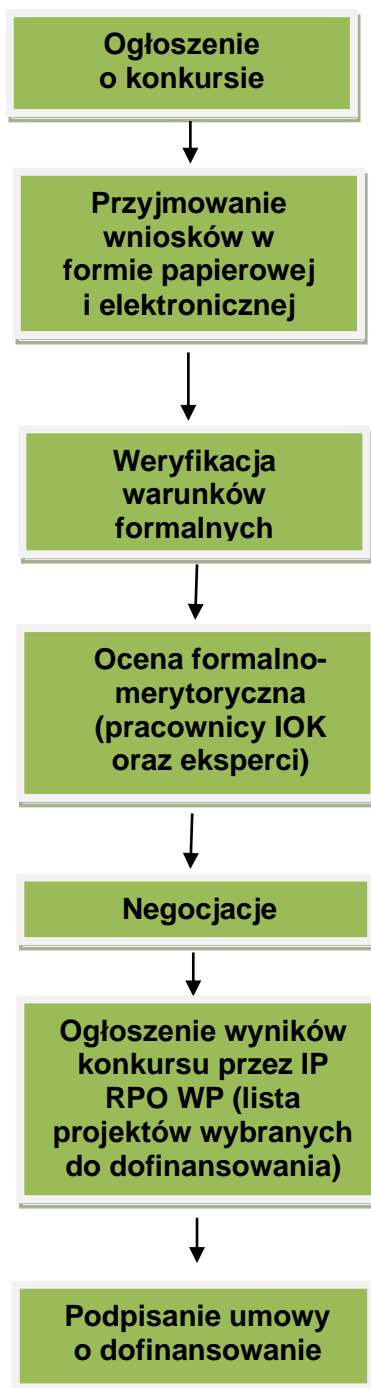 Ogłoszenie
o konkursie
Przyjmowanie
wniosków w
formie papierowej
i elektronicznej
Weryfikacja
warunków
formalnych
Ocena formalno-
merytoryczna
(pracownicy IOK
oraz eksperci)
Negocjacje
Ogłoszenie wyników
konkursu przez IP
RPO WP (lista
projektów wybranych
do dofinansowania)
Podpisanie umowy
o dofinansowanie